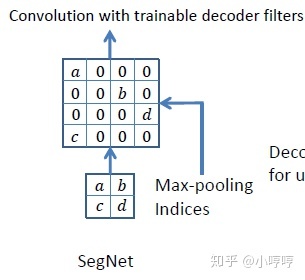 Convolution with trainable decoder filters
a 0 0 0
0 0 b 0
0 0 0 d
c 0 0 0
a b
c d
Max-pooling
Indices
Deco
for u
SegNet
知乎 @小哼哼